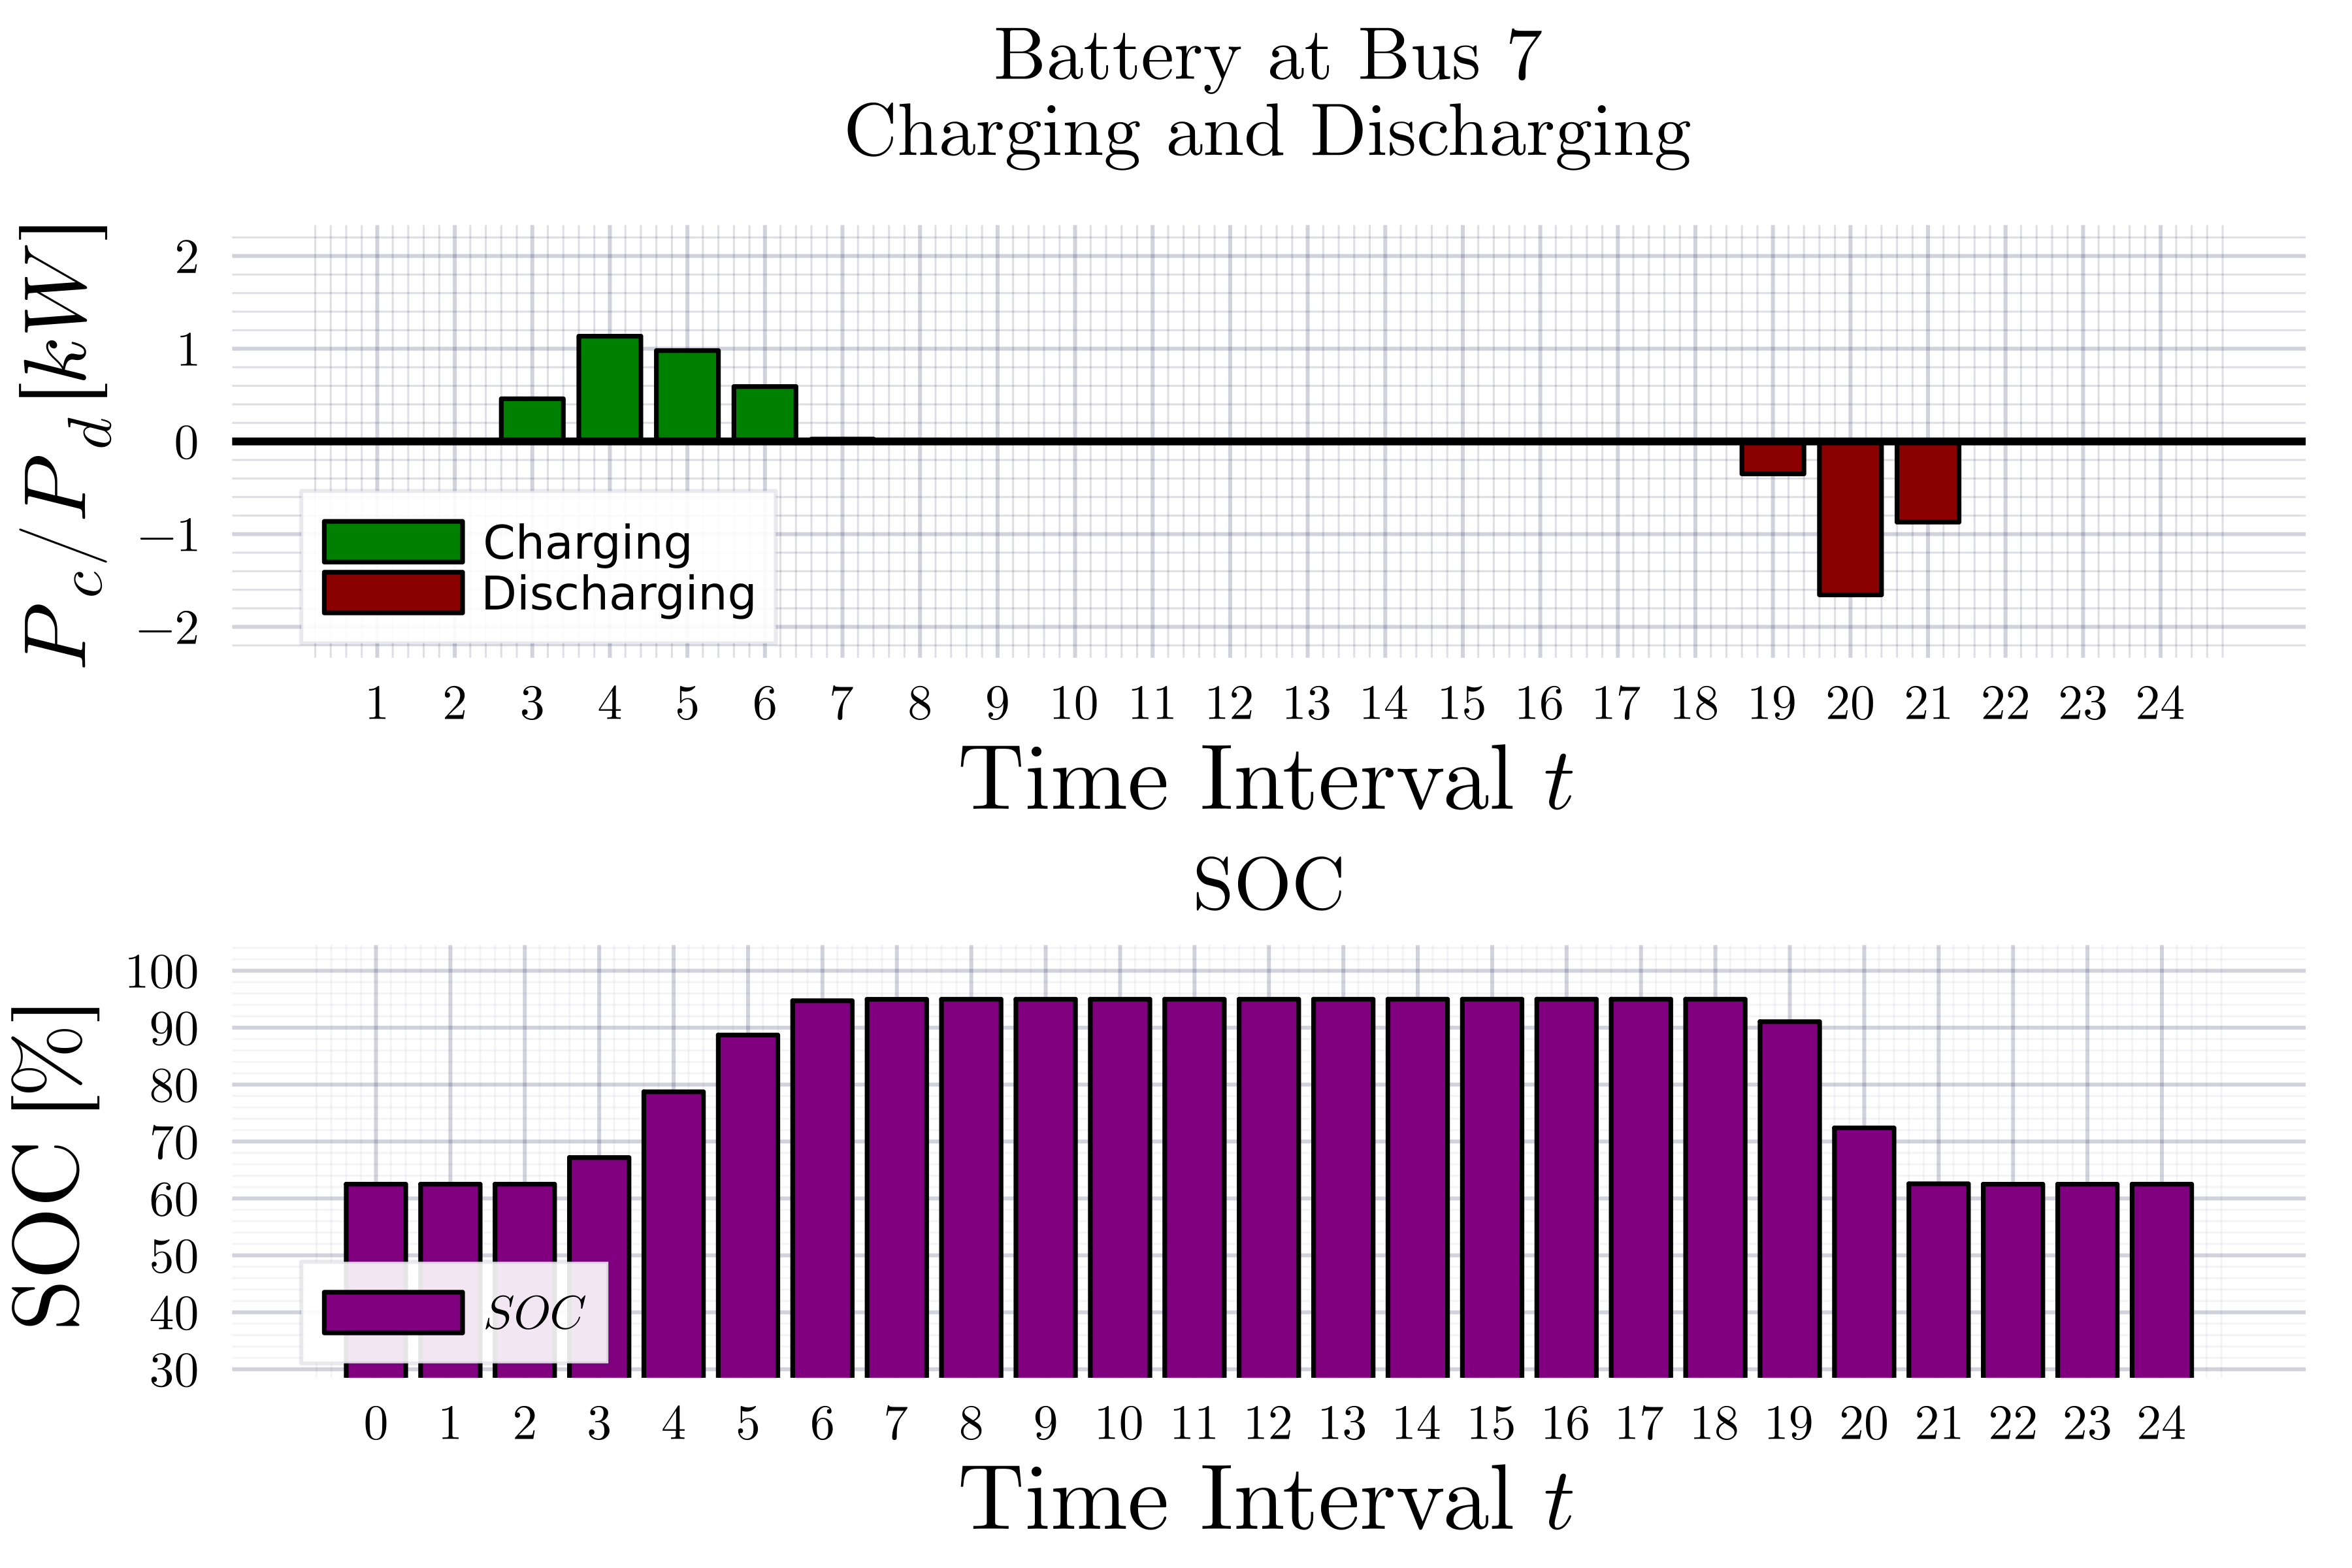 Battery at Bus 7
Charging and Discharging
P_c/P_d [kW]
2
1
0
−1
−2
Charging
Discharging
1 2 3 4 5 6 7 8 9 10 11 12 13 14 15 16 17 18 19 20 21 22 23 24
Time Interval t
SOC
SOC [%]
100
90
80
70
60
50
40
30
SOC
0 1 2 3 4 5 6 7 8 9 10 11 12 13 14 15 16 17 18 19 20 21 22 23 24
Time Interval t